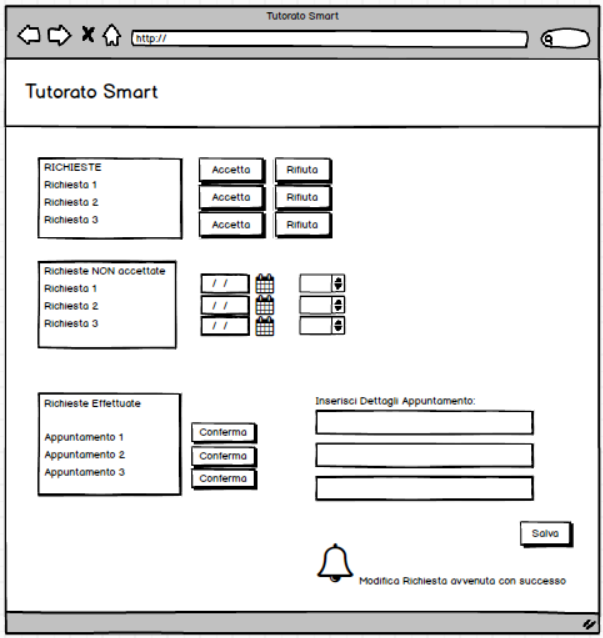 Tutorato Smart
http://
Tutorato Smart
RICHIESTE
Richiesta 1
Richiesta 2
Richiesta 3
Accetta Rifiuta
Accetta Rifiuta
Accetta Rifiuta
Richieste NON accettate
Richiesta 1
Richiesta 2
Richiesta 3
/ /
/ /
/ /
Richieste Effettuate
Appuntamento 1
Appuntamento 2
Appuntamento 3
Conferma
Conferma
Conferma
Inserisci Dettagli Appuntamento:
Salva
Modifica Richiesta avvenuta con successo